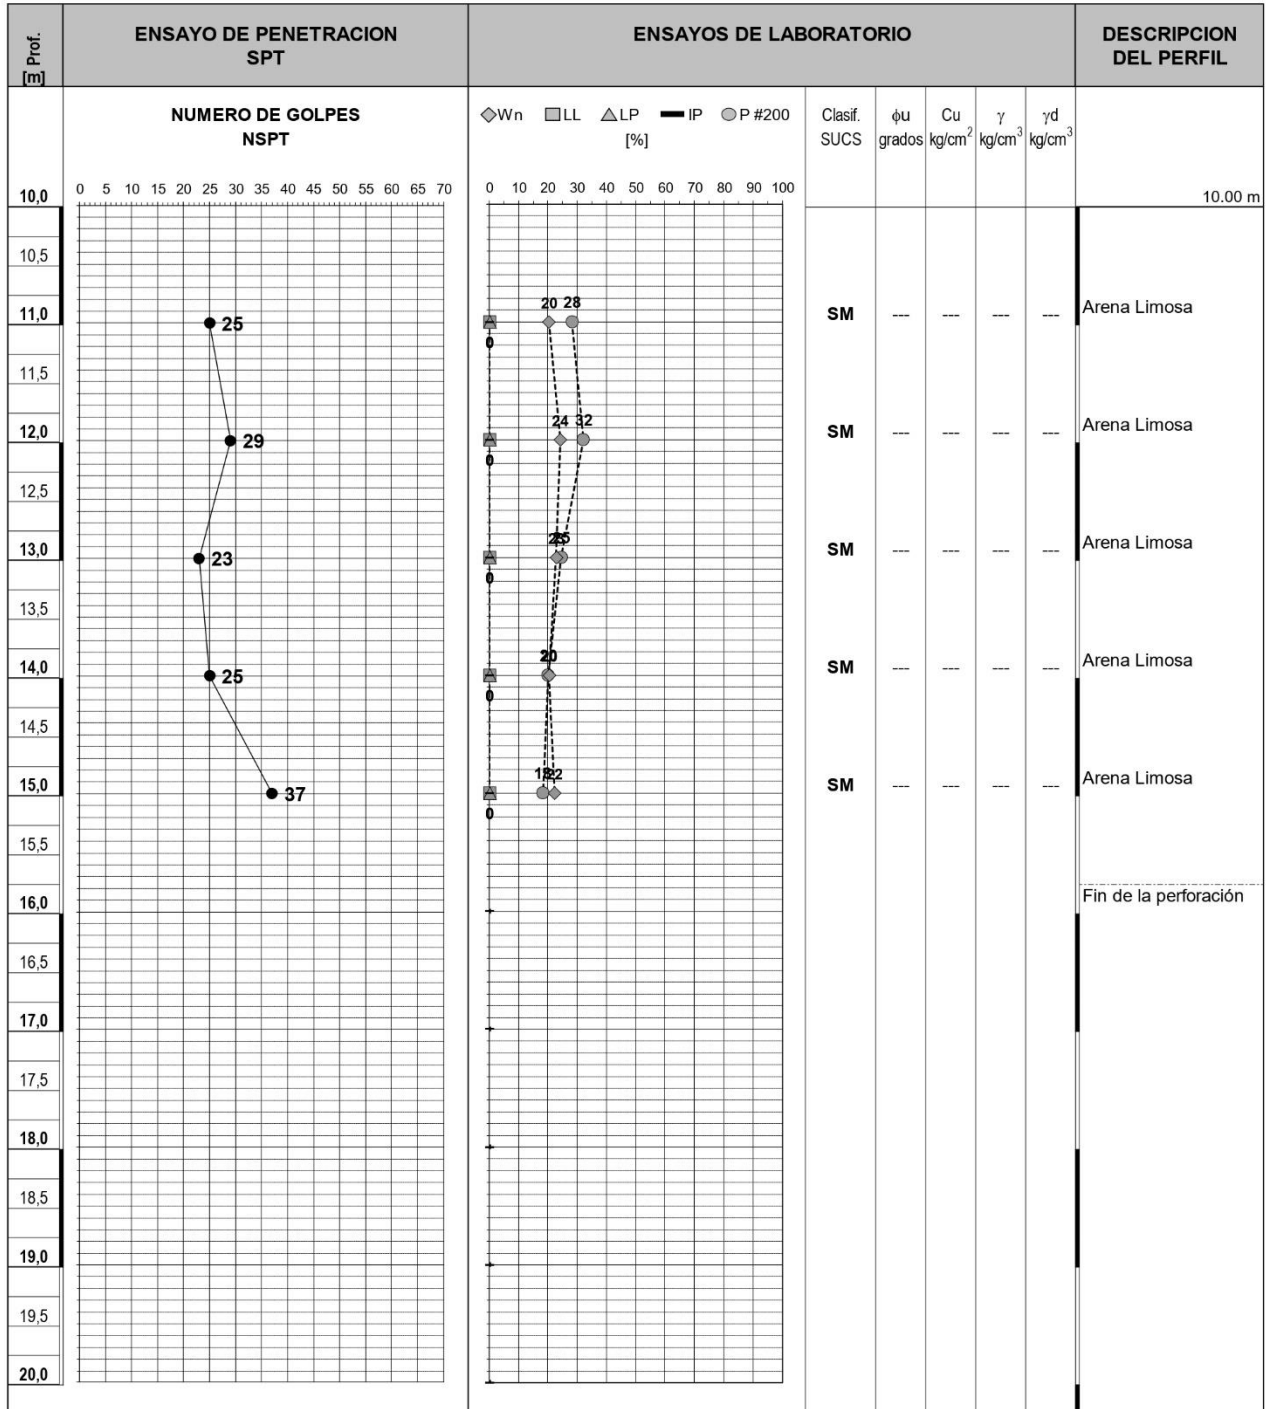 [m] Prof.
ENSAYO DE PENETRACION
SPT
ENSAYOS DE LABORATORIO
DESCRIPCION
DEL PERFIL
NUMERO DE GOLPES
NSPT
Wn LL LP IP P #200
[%]
Clasif.
SUCS
φu
grados
Cu
kg/cm²
γ
kg/cm³
γd
kg/cm³
0 5 10 15 20 25 30 35 40 45 50 55 60 65 70
0 10 20 30 40 50 60 70 80 90 100
10,0
10.00 m
10,5
20 28
11,0
25
0
SM --- --- --- ---
Arena Limosa
11,5
24 32
12,0
29
0
SM --- --- --- ---
Arena Limosa
12,5
23 25
13,0
23
0
SM --- --- --- ---
Arena Limosa
13,5
20
14,0
25
0
SM --- --- --- ---
Arena Limosa
14,5
18 22
15,0
37
0
SM --- --- --- ---
Arena Limosa
15,5
16,0
Fin de la perforación
16,5
17,0
17,5
18,0
18,5
19,0
19,5
20,0